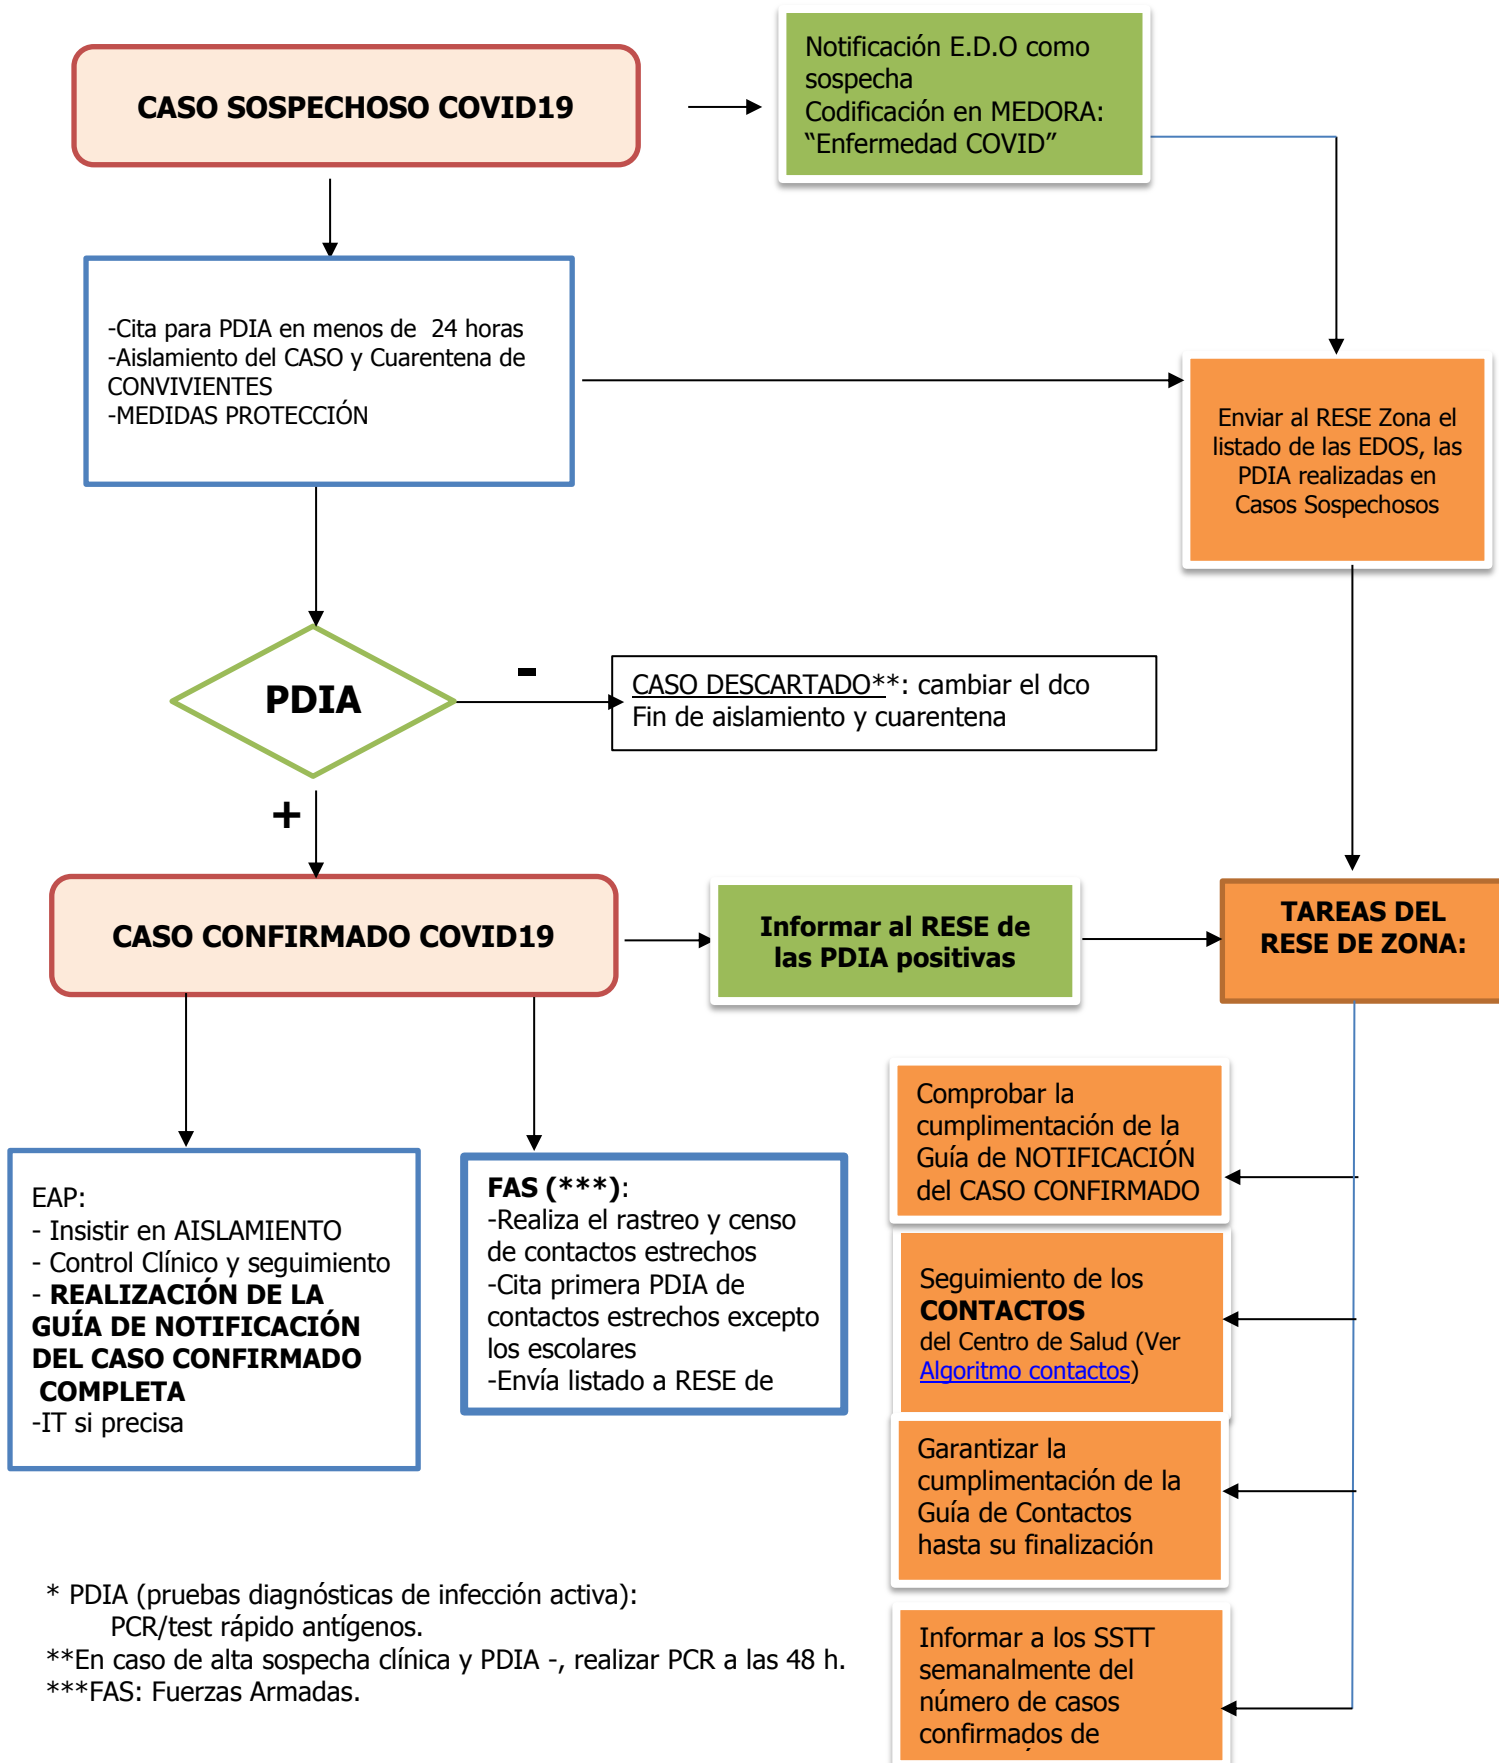 CASO SOSPECHOSO COVID19
Notificación E.D.O como
sospecha
Codificación en MEDORA:
“Enfermedad COVID”
-Cita para PDIA en menos de  24 horas
-Aislamiento del CASO y Cuarentena de
CONVIVIENTES
-MEDIDAS PROTECCIÓN
Enviar al RESE Zona el
listado de las EDOS, las
PDIA realizadas en
Casos Sospechosos
PDIA
-
CASO DESCARTADO**: cambiar el dco
Fin de aislamiento y cuarentena
+
CASO CONFIRMADO COVID19
Informar al RESE de
las PDIA positivas
TAREAS DEL
RESE DE ZONA:
EAP:
- Insistir en AISLAMIENTO
- Control Clínico y seguimiento
- REALIZACIÓN DE LA
GUÍA DE NOTIFICACIÓN
DEL CASO CONFIRMADO
COMPLETA
-IT si precisa
FAS (***):
-Realiza el rastreo y censo
de contactos estrechos
-Cita primera PDIA de
contactos estrechos excepto
los escolares
-Envía listado a RESE de
Comprobar la
cumplimentación de la
Guía de NOTIFICACIÓN
del CASO CONFIRMADO
Seguimiento de los
CONTACTOS
del Centro de Salud (Ver
Algoritmo contactos)
Garantizar la
cumplimentación de la
Guía de Contactos
hasta su finalización
Informar a los SSTT
semanalmente del
número de casos
confirmados de
* PDIA (pruebas diagnósticas de infección activa):
PCR/test rápido antígenos.
**En caso de alta sospecha clínica y PDIA -, realizar PCR a las 48 h.
***FAS: Fuerzas Armadas.